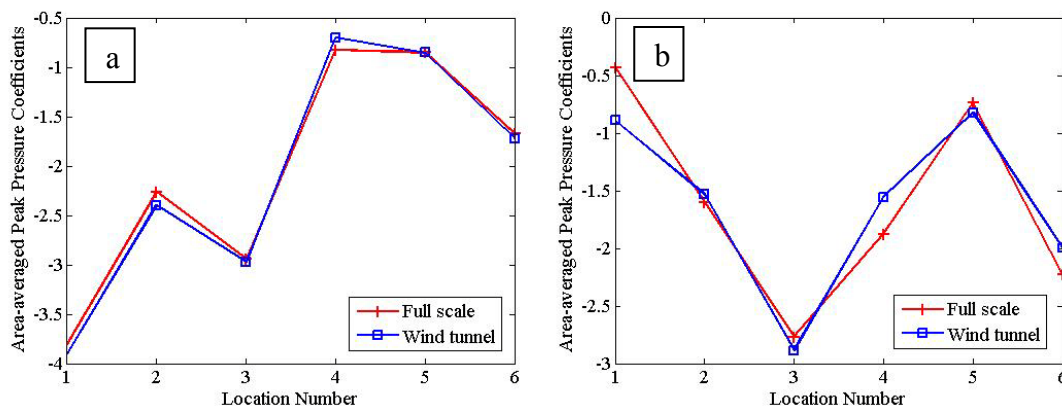 a
Area-averaged Peak Pressure Coefficients
-0.5
-1
-1.5
-2
-2.5
-3
-3.5
-4
1 2 3 4 5 6
Location Number
Full scale
Wind tunnel
b
Area-averaged Peak Pressure Coefficients
0
-0.5
-1
-1.5
-2
-2.5
-3
1 2 3 4 5 6
Location Number
Full scale
Wind tunnel